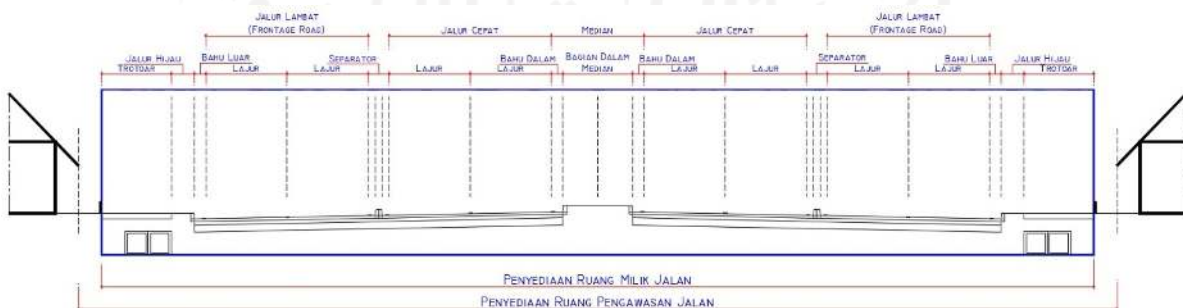 JALUR LAMBAT
(FRONTAGE ROAD)
JALUR CEPAT
MEDIAN
JALUR CEPAT
JALUR LAMBAT
(FRONTAGE ROAD)
JALUR HIJAU
BAHU LUAR
SEPARATOR
BAHU DALAM
BAGIAN DALAM
BAHU DALAM
SEPARATOR
BAHU LUAR
JALUR HIJAU
TROTOAR
LAJUR
LAJUR
LAJUR
LAJUR
MEDIAN
LAJUR
LAJUR
LAJUR
LAJUR
TROTOAR
PENYEDIAAN RUANG MILIK JALAN
PENYEDIAAN RUANG PENGAWASAN JALAN